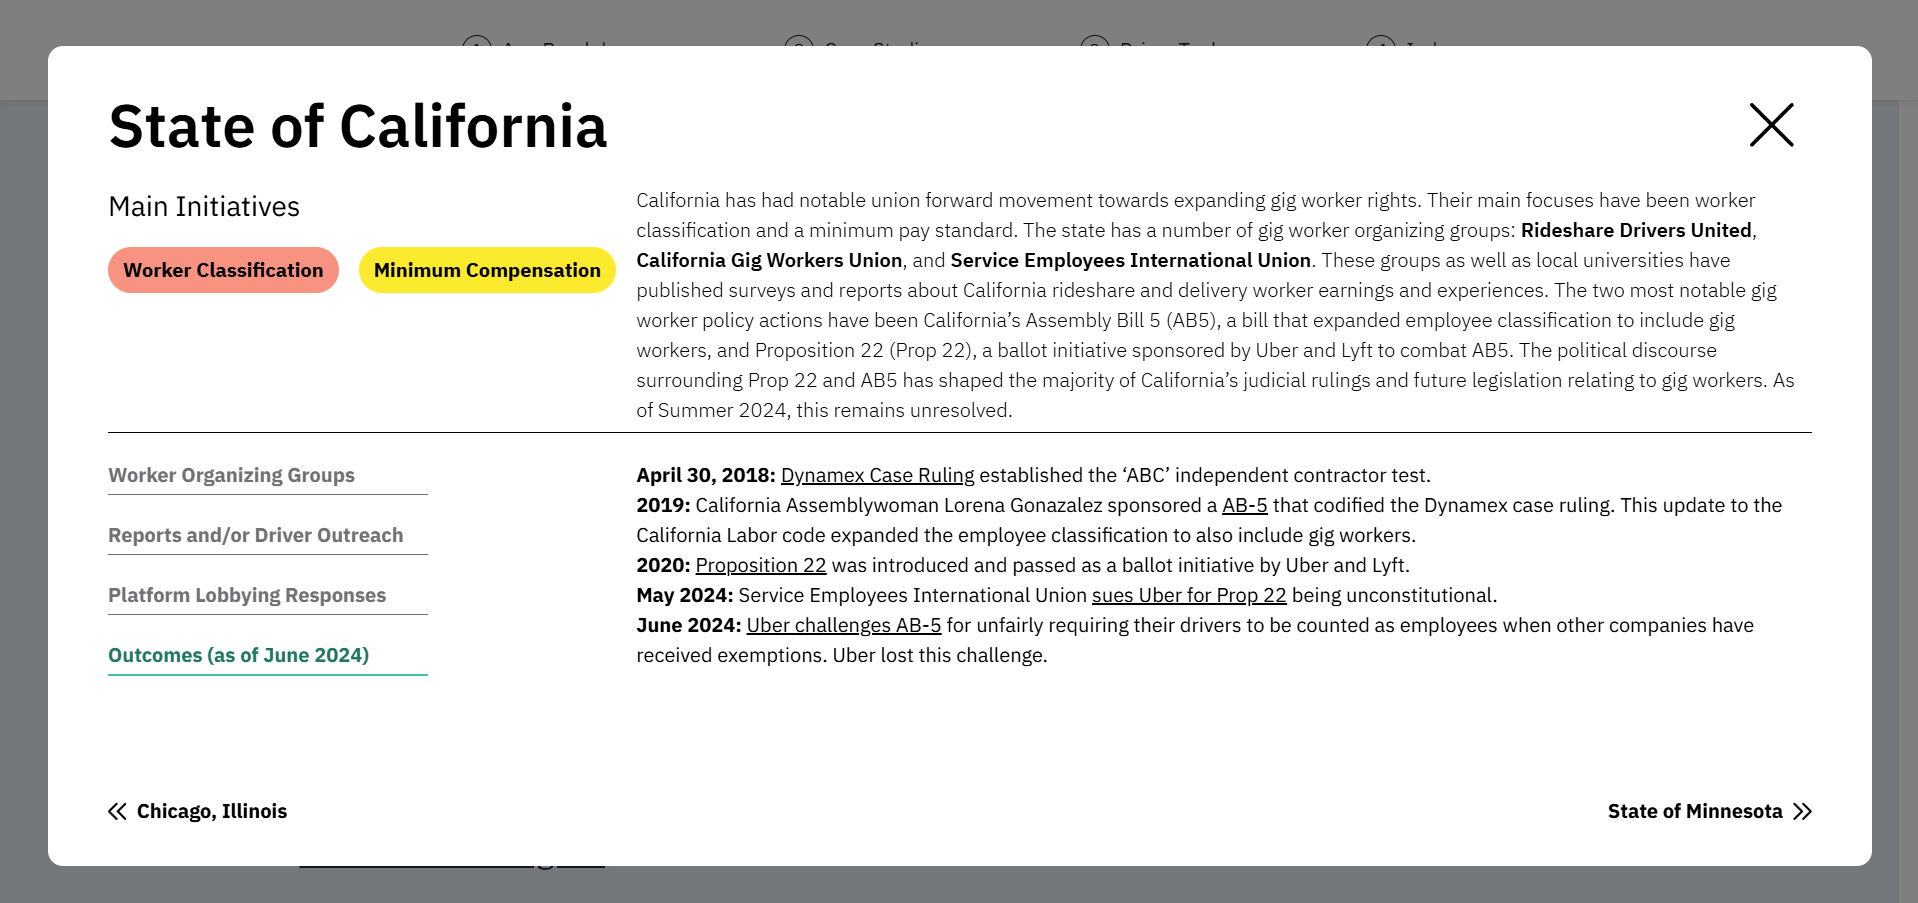 State of California
Main Initiatives
Worker Classification
Minimum Compensation
California has had notable union forward movement towards expanding gig worker rights. Their main focuses have been worker
classification and a minimum pay standard. The state has a number of gig worker organizing groups: Rideshare Drivers United,
California Gig Workers Union, and Service Employees International Union. These groups as well as local universities have
published surveys and reports about California rideshare and delivery worker earnings and experiences. The two most notable gig
worker policy actions have been California’s Assembly Bill 5 (AB5), a bill that expanded employee classification to include gig
workers, and Proposition 22 (Prop 22), a ballot initiative sponsored by Uber and Lyft to combat AB5. The political discourse
surrounding Prop 22 and AB5 has shaped the majority of California’s judicial rulings and future legislation relating to gig workers. As
of Summer 2024, this remains unresolved.
Worker Organizing Groups
Reports and/or Driver Outreach
Platform Lobbying Responses
Outcomes (as of June 2024)
April 30, 2018: Dynamex Case Ruling established the ‘ABC’ independent contractor test.
2019: California Assemblywoman Lorena Gonazalez sponsored a AB-5 that codified the Dynamex case ruling. This update to the
California Labor code expanded the employee classification to also include gig workers.
2020: Proposition 22 was introduced and passed as a ballot initiative by Uber and Lyft.
May 2024: Service Employees International Union sues Uber for Prop 22 being unconstitutional.
June 2024: Uber challenges AB-5 for unfairly requiring their drivers to be counted as employees when other companies have
received exemptions. Uber lost this challenge.
Chicago, Illinois
State of Minnesota